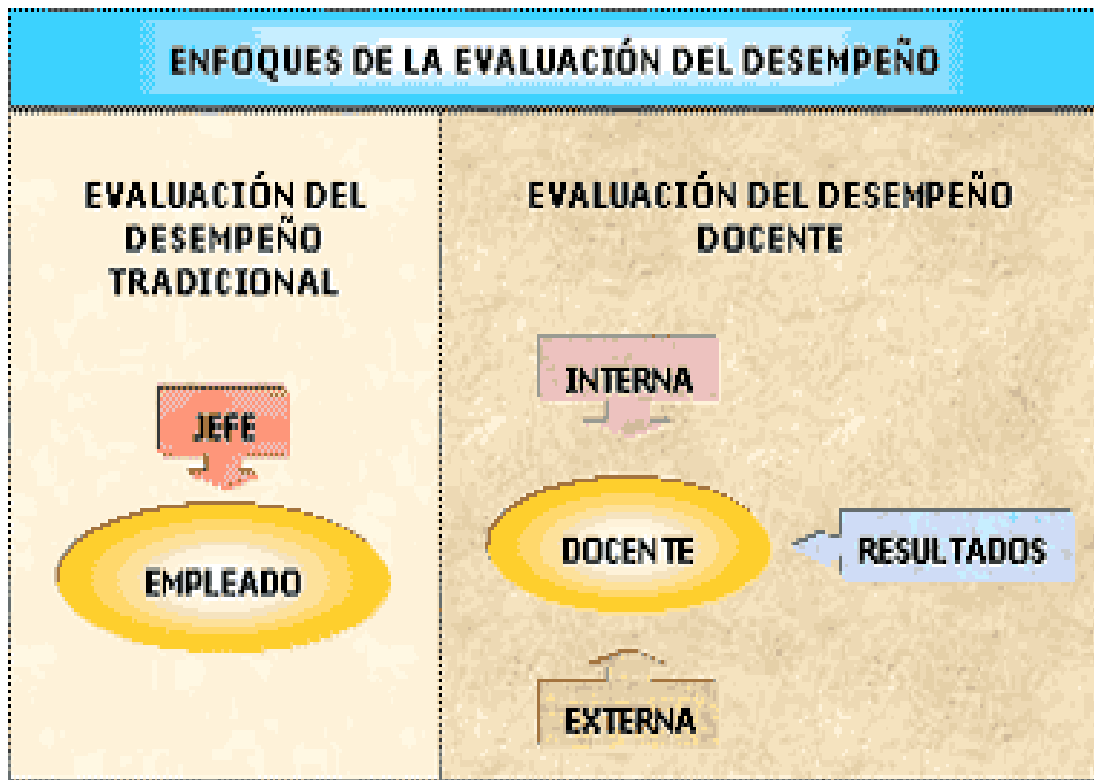 ENFOQUES DE LA EVALUACIÓN DEL DESEMPEÑO
EVALUACIÓN DEL
DESEMPEÑO
TRADICIONAL
JEFE
EMPLEADO
EVALUACIÓN DEL DESEMPEÑO
DOCENTE
INTERNA
DOCENTE
RESULTADOS
EXTERNA